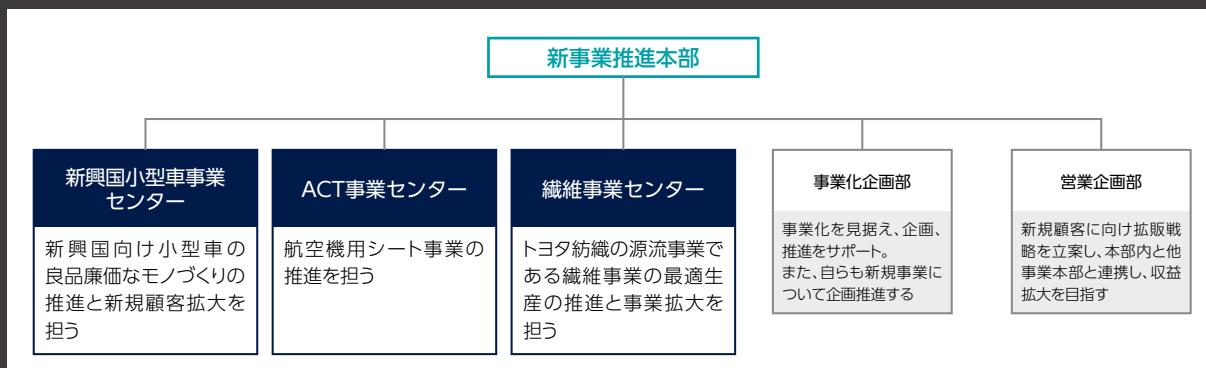 新事業推進本部
新興国小型車事業
センター
新興国向け小型車の
良品廉価なモノづくりの
推進と新規顧客拡大を
担う
ACT事業センター
航空機用シート事業の
推進を担う
繊維事業センター
トヨタ紡織の源流事業で
ある繊維事業の最適生
産の推進と事業拡大を
担う
事業化企画部
事業化を見据え、企画、
推進をサポート。
また、自らも新規事業に
ついて企画推進する
営業企画部
新規顧客に向け拡販戦
略を立案し、本部内と他
事業本部と連携し、収益
拡大を目指す